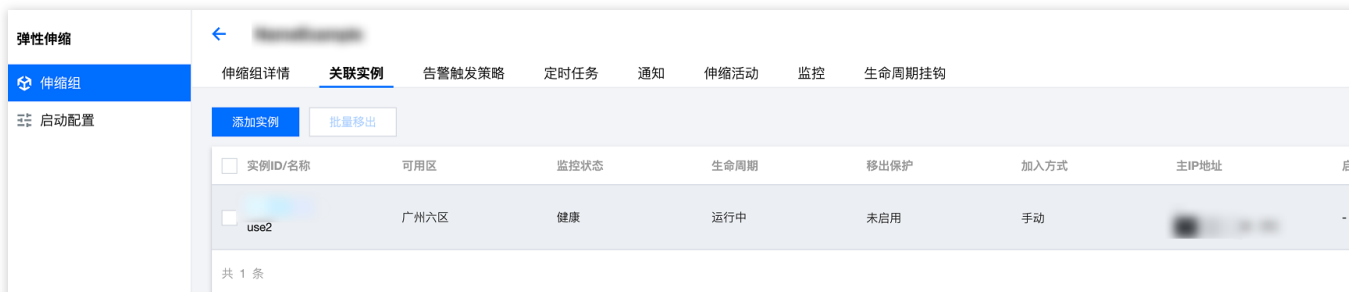 弹性伸缩
伸缩组
启动配置
伸缩组详情 关联实例 告警触发策略 定时任务 通知 伸缩活动 监控 生命周期挂钩
添加实例 批量移出
实例ID/名称 可用区 监控状态 生命周期 移出保护 加入方式 主IP地址
use2 广州六区 健康 运行中 未启用 手动 -
共 1 条